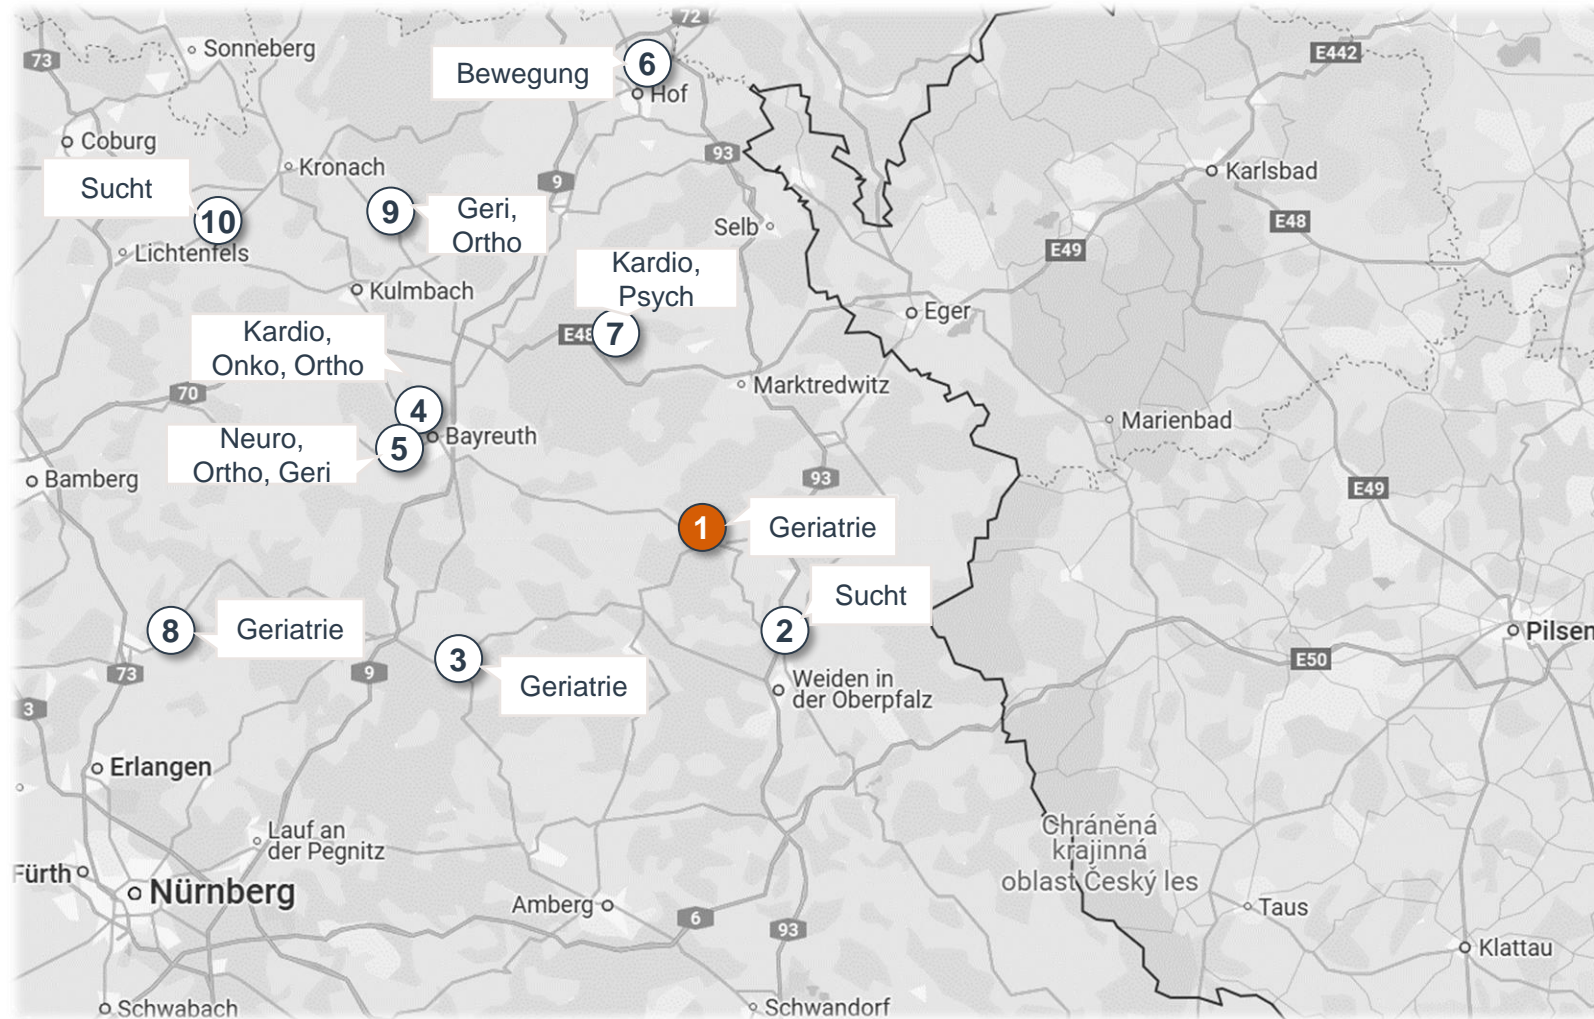 72
E442
Sonneberg
73
6
Bewegung
Hof
Coburg
93
Kronach
Karlsbad
9
Sucht
10
9
Geri,
Ortho
Selb
E48
E49
Lichtenfels
Kardio,
Psych
Kulmbach
Eger
Kardio,
Onko, Ortho
E48
7
Marktredwitz
70
4
Marienbad
Neuro,
Ortho, Geri
5
Bayreuth
Bamberg
93
E49
1
Geriatrie
Sucht
8
Geriatrie
2
Pilsen
3
E50
73
9
Geriatrie
Weiden in
der Oberpfalz
3
Erlangen
Lauf an
der Pegnitz
Chráněná
krajinná
oblast Český les
Fürth
Nürnberg
Amberg
6
93
Taus
Klattau
Schwabach
Schwandorf